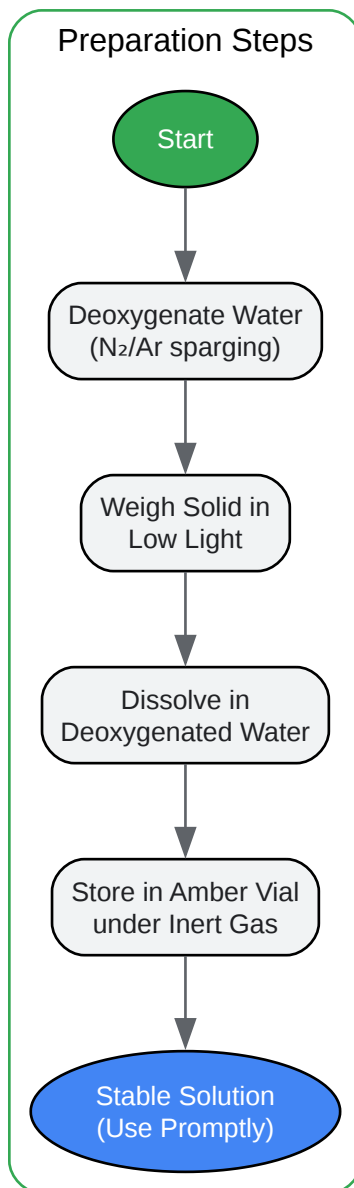 Preparation Steps
Start
Deoxygenate Water
(N₂/Ar sparging)
Weigh Solid in
Low Light
Dissolve in
Deoxygenated Water
Store in Amber Vial
under Inert Gas
Stable Solution
(Use Promptly)